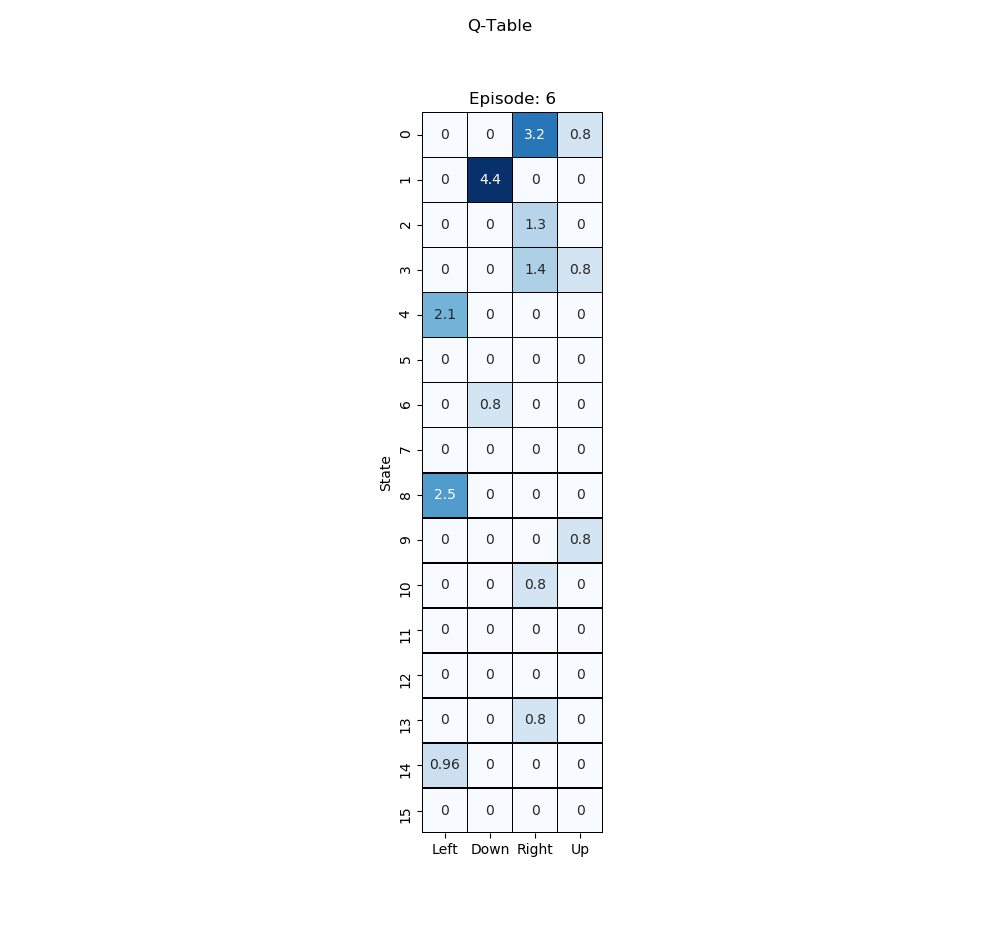 Q-Table
Episode: 6
0 0 0 3.2 0.8
1 0 4.4 0 0
2 0 0 1.3 0
3 0 0 1.4 0.8
4 2.1 0 0 0
5 0 0 0 0
6 0 0.8 0 0
7 0 0 0 0
State
8 2.5 0 0 0
9 0 0 0 0.8
10 0 0 0.8 0
11 0 0 0 0
12 0 0 0 0
13 0 0 0.8 0
14 0.96 0 0 0
15 0 0 0 0
Left Down Right Up